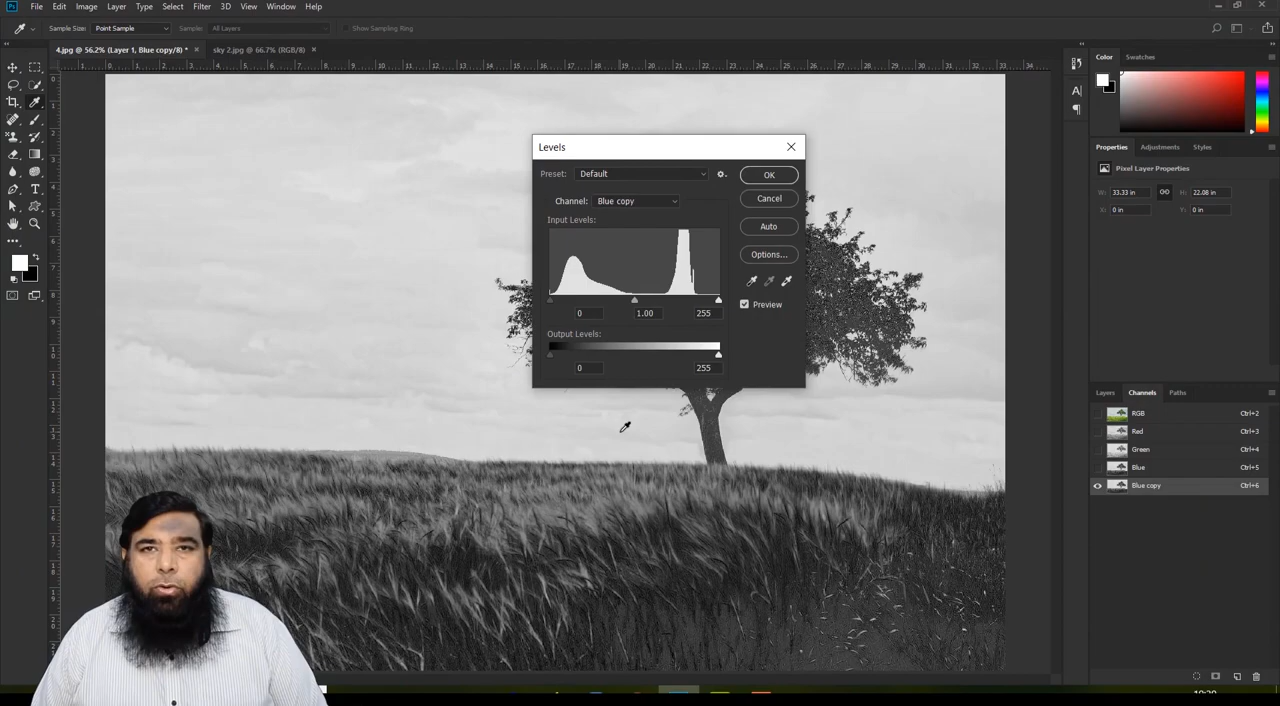 Ps File Edit Image Layer Type Select Filter 3D View Window Help
Sample Size: Point Sample Sample: All Layers Show Sampling Ring
4.jpg @ 56.2% (Layer 1, Blue copy/8) * × sky 2.jpg @ 66.7% (RGB/8) ×
Color Swatches
Levels
Preset: Default
OK
Channel: Blue copy
Cancel
Input Levels:
Auto
Options...
Preview
0 1.00 255
Output Levels:
0 255
Properties Adjustments Styles
Pixel Layer Properties
W: 33.33 in H: 22.08 in
X: 0 in Y: 0 in
Layers Channels Paths
RGB Ctrl+2
Red Ctrl+3
Green Ctrl+4
Blue Ctrl+5
Blue copy Ctrl+6